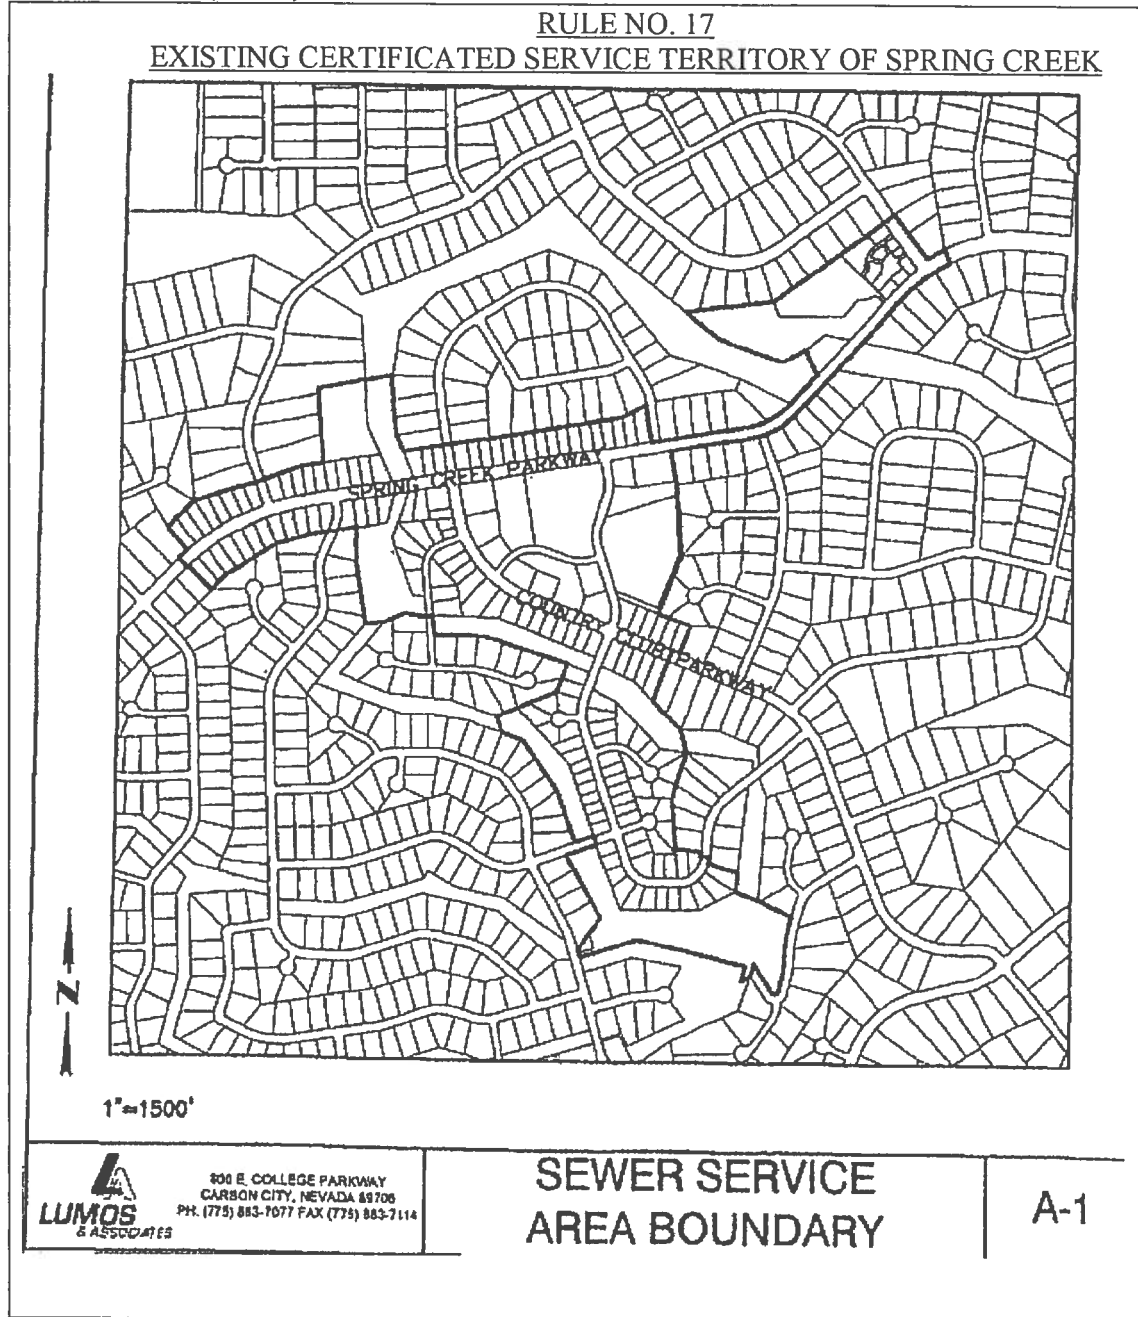 RULE NO. 17
EXISTING CERTIFICATED SERVICE TERRITORY OF SPRING CREEK
SPRING CREEK PARKWAY
COUNTRY CLUB PARKWAY
N
1"=1500'
LUMOS
& ASSOCIATES
800 E. COLLEGE PARKWAY
CARSON CITY, NEVADA 89706
PH. (775) 883-7077 FAX (775) 883-7114
SEWER SERVICE
AREA BOUNDARY
A-1